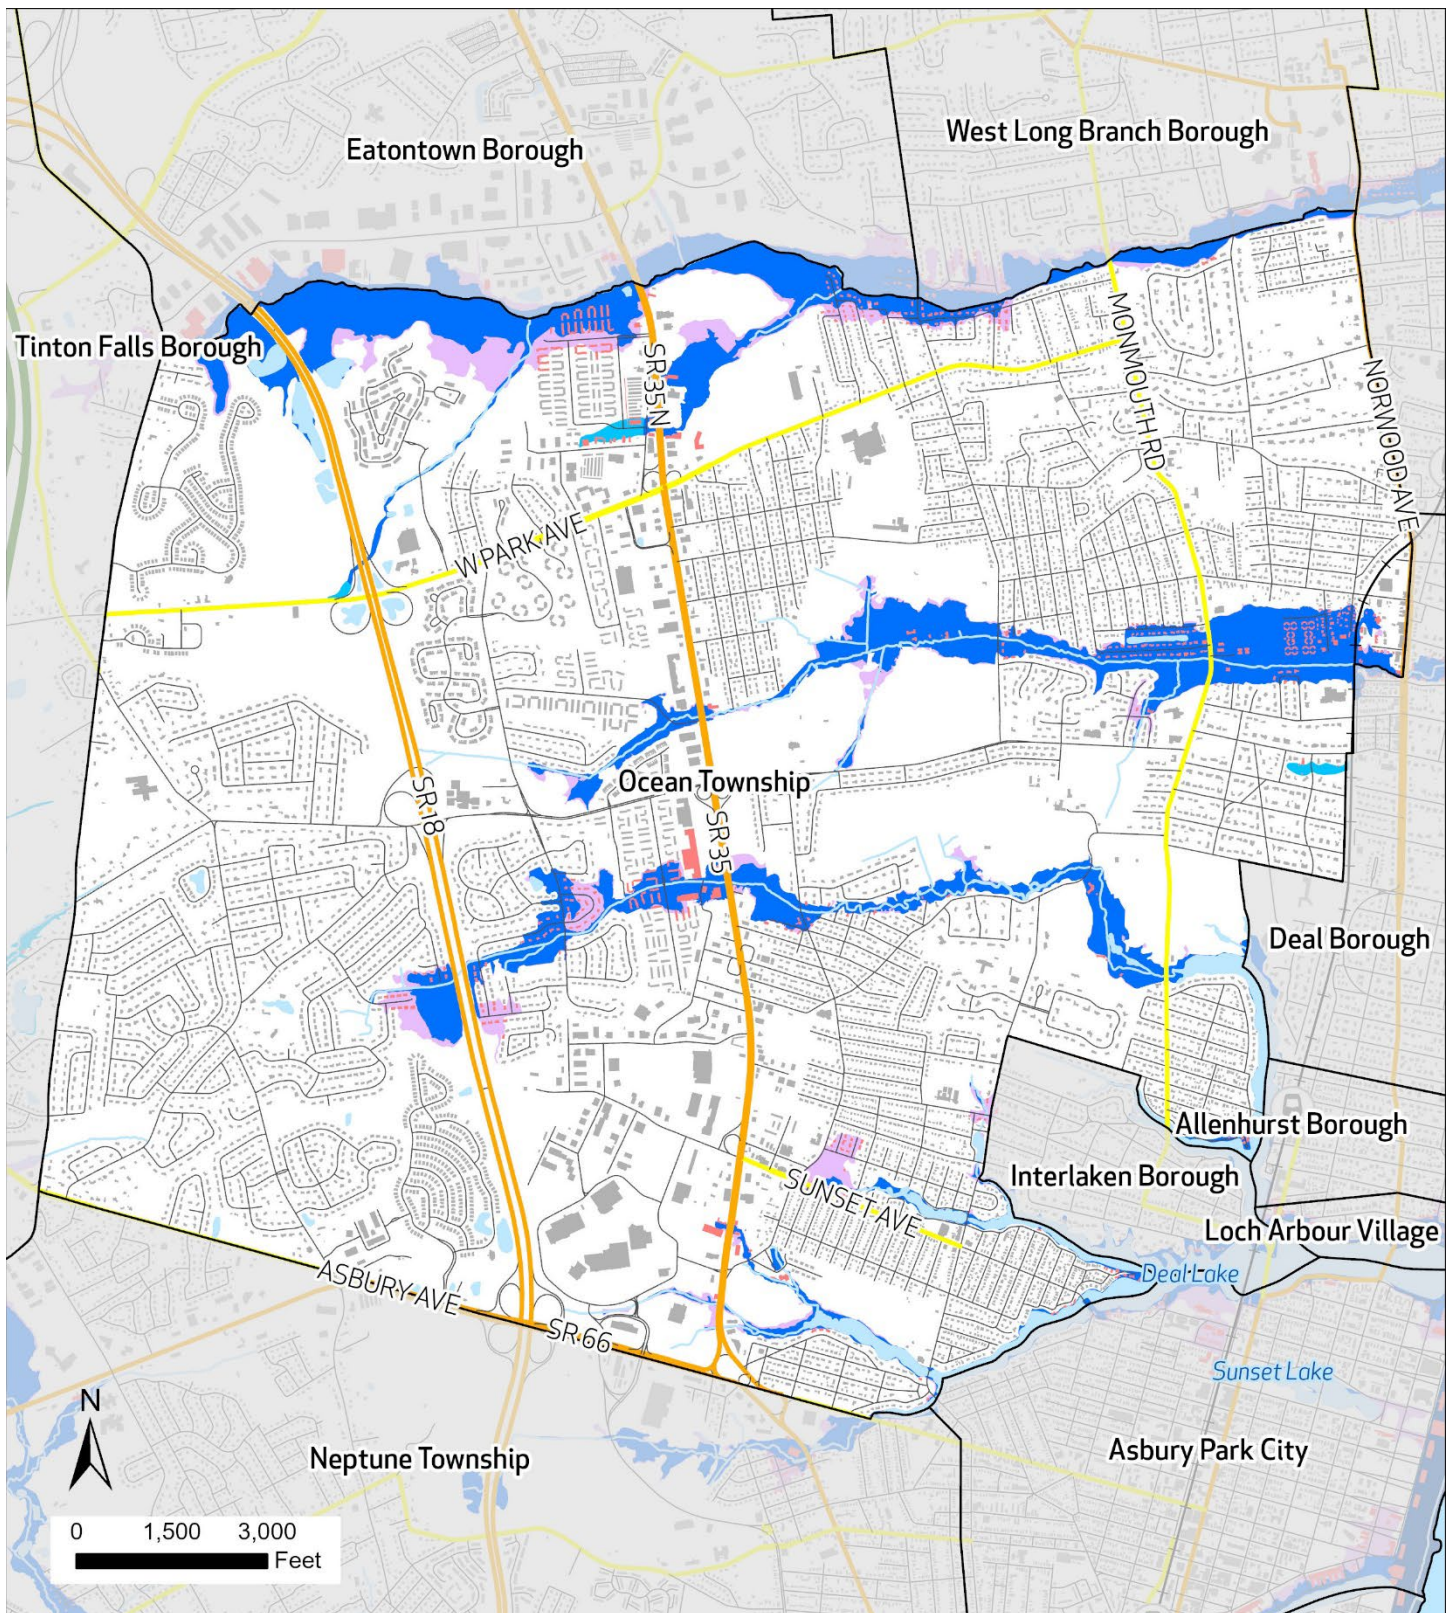 West Long Branch Borough
Eatontown Borough
Tinton Falls Borough
MONMOUTH RD
SR 35 N
NORWOOD AVE
W PARK AVE
Ocean Township
SR 18
SR 35
Deal Borough
Allenhurst Borough
Interlaken Borough
SUNSET AVE
Loch Arbour Village
Deal Lake
ASBURY AVE
SR 66
Sunset Lake
N
Neptune Township
Asbury Park City
0 1,500 3,000
Feet